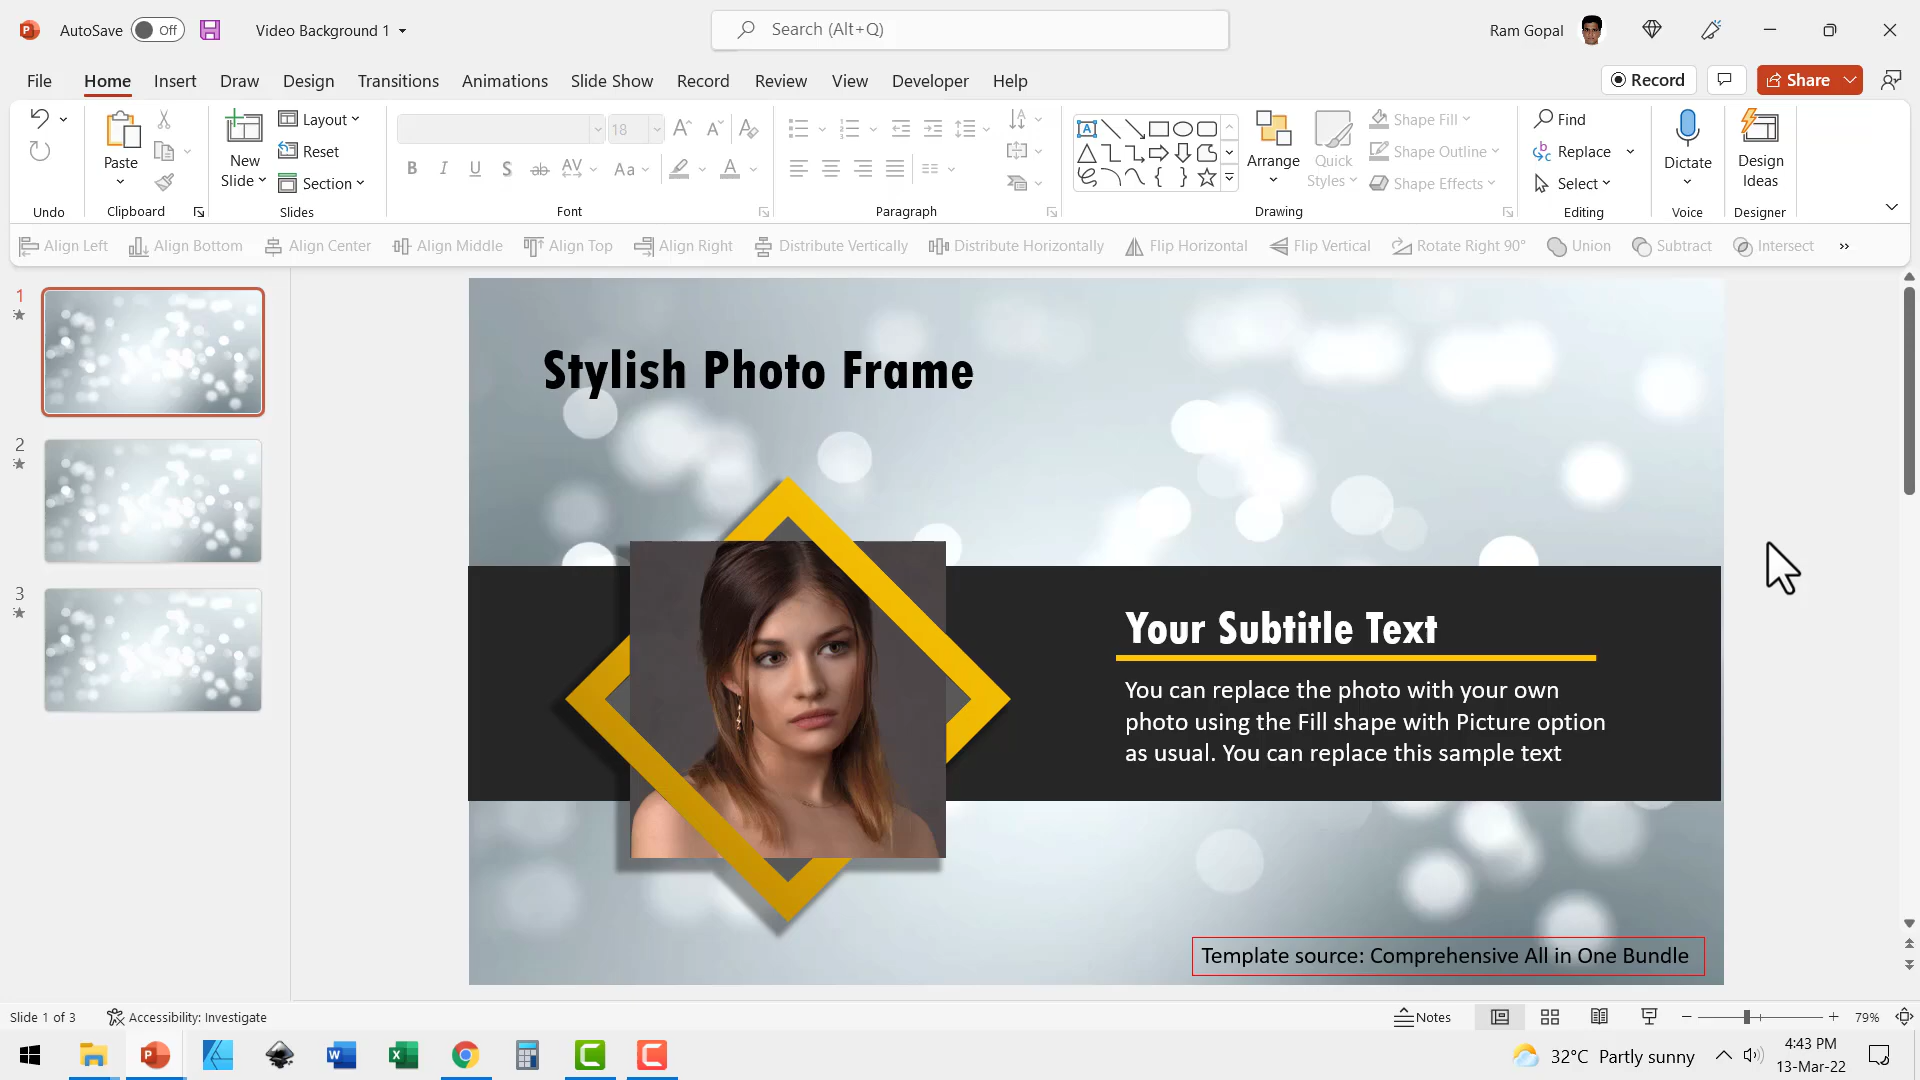 AutoSave Off Video Background 1 Search (Alt+Q) Ram Gopal
File Home Insert Draw Design Transitions Animations Slide Show Record Review View Developer Help Record Share
Undo
Paste
Clipboard
New
Slide
Layout
Reset
Section
Slides
18
B I U S ab AV Aa A
Font
Paragraph
Arrange
Quick
Styles
Shape Fill
Shape Outline
Shape Effects
Drawing
Find
Replace
Select
Editing
Dictate
Voice
Design
Ideas
Designer
Align Left Align Bottom Align Center Align Middle Align Top Align Right Distribute Vertically Distribute Horizontally Flip Horizontal Flip Vertical Rotate Right 90° Union Subtract Intersect
1
2
3
Stylish Photo Frame
Your Subtitle Text
You can replace the photo with your own
photo using the Fill shape with Picture option
as usual. You can replace this sample text
Template source: Comprehensive All in One Bundle
Slide 1 of 3 Accessibility: Investigate Notes 79%
32°C Partly sunny
4:43 PM
13-Mar-22